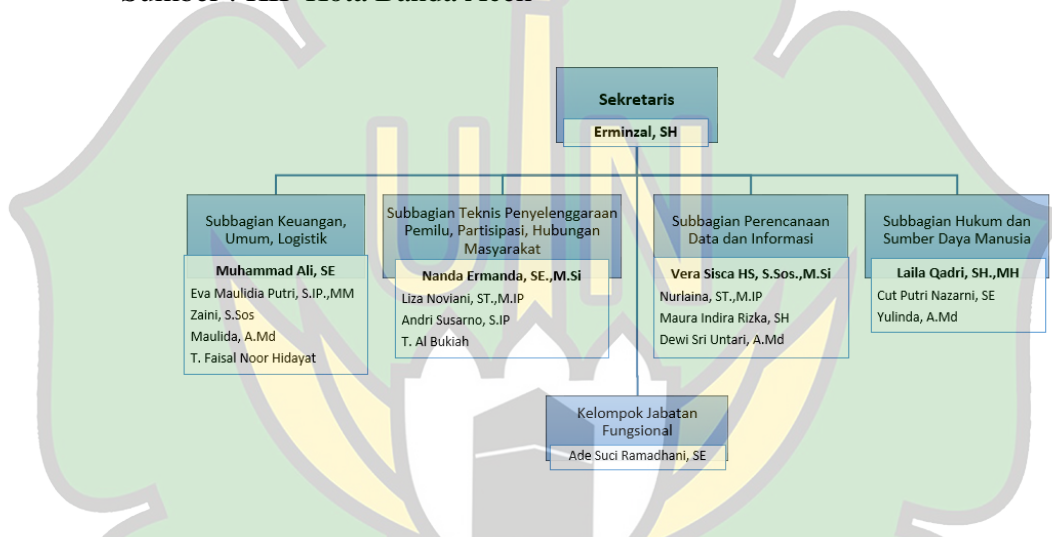 Sumber : KIP Kota Banda Aceh
UIN
Sekretaris
Erminzal, SH
Subbagian Keuangan,
Umum, Logistik
Muhammad Ali, SE
Eva Maulidia Putri, S.IP.,MM
Zaini, S.Sos
Maulida, A.Md
T. Faisal Noor Hidayat
Subbagian Teknis Penyelenggaraan
Pemilu, Partisipasi, Hubungan
Masyarakat
Nanda Ermanda, SE.,M.Si
Liza Noviani, ST.,M.IP
Andri Susarno, S.IP
T. Al Bukiah
Subbagian Perencanaan
Data dan Informasi
Vera Sisca HS, S.Sos.,M.Si
Nurlaina, ST.,M.IP
Maura Indira Rizka, SH
Dewi Sri Untari, A.Md
Subbagian Hukum dan
Sumber Daya Manusia
Laila Qadri, SH.,MH
Cut Putri Nazarni, SE
Yulinda, A.Md
Kelompok Jabatan
Fungsional
Ade Suci Ramadhani, SE